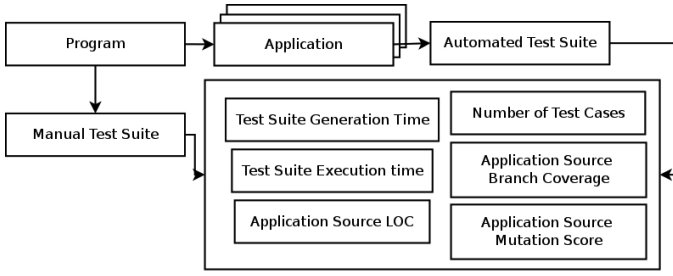 Program
Application
Automated Test Suite
Manual Test Suite
Test Suite Generation Time
Number of Test Cases
Test Suite Execution time
Application Source
Branch Coverage
Application Source LOC
Application Source
Mutation Score